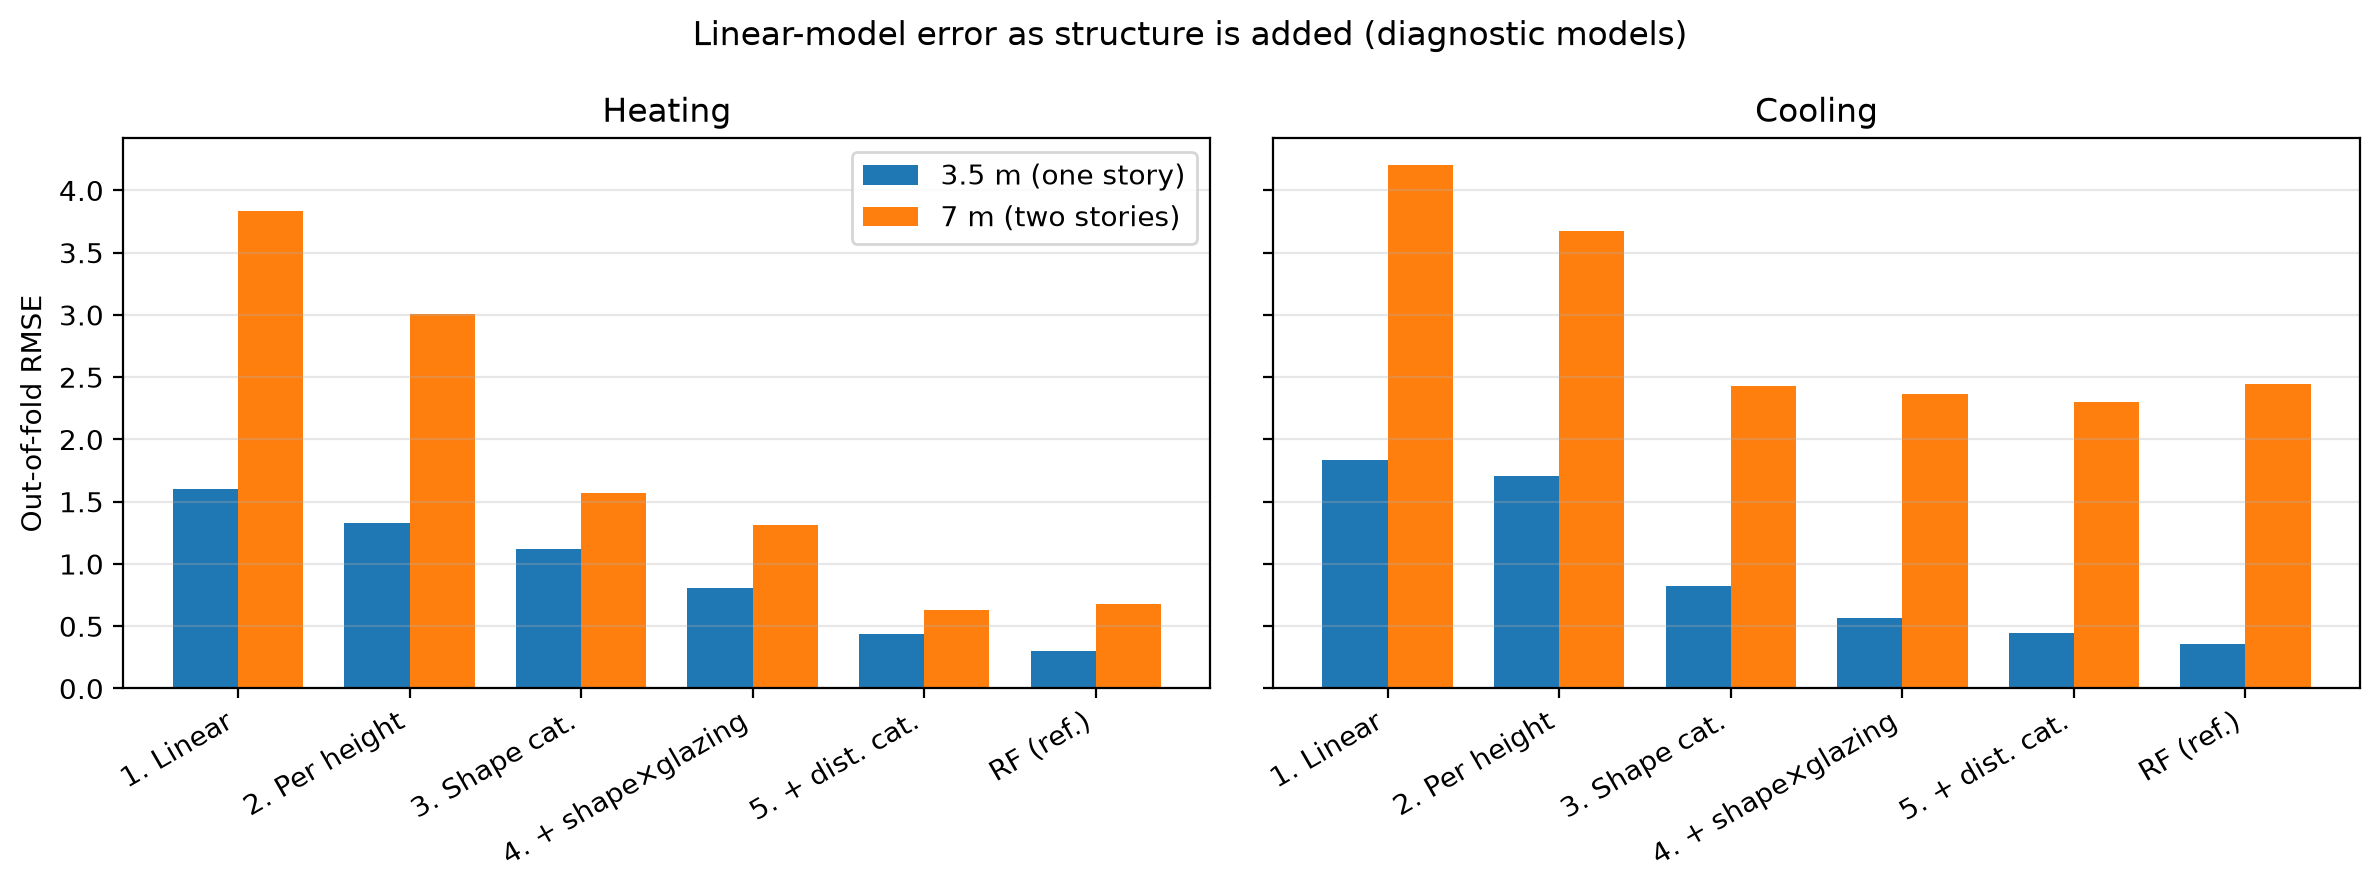 Linear-model error as structure is added (diagnostic models)
Heating
Out-of-fold RMSE
4.0
3.5
3.0
2.5
2.0
1.5
1.0
0.5
0.0
3.5 m (one story)
7 m (two stories)
1. Linear
2. Per height
3. Shape cat.
4. + shape×glazing
5. + dist. cat.
RF (ref.)
Cooling
1. Linear
2. Per height
3. Shape cat.
4. + shape×glazing
5. + dist. cat.
RF (ref.)